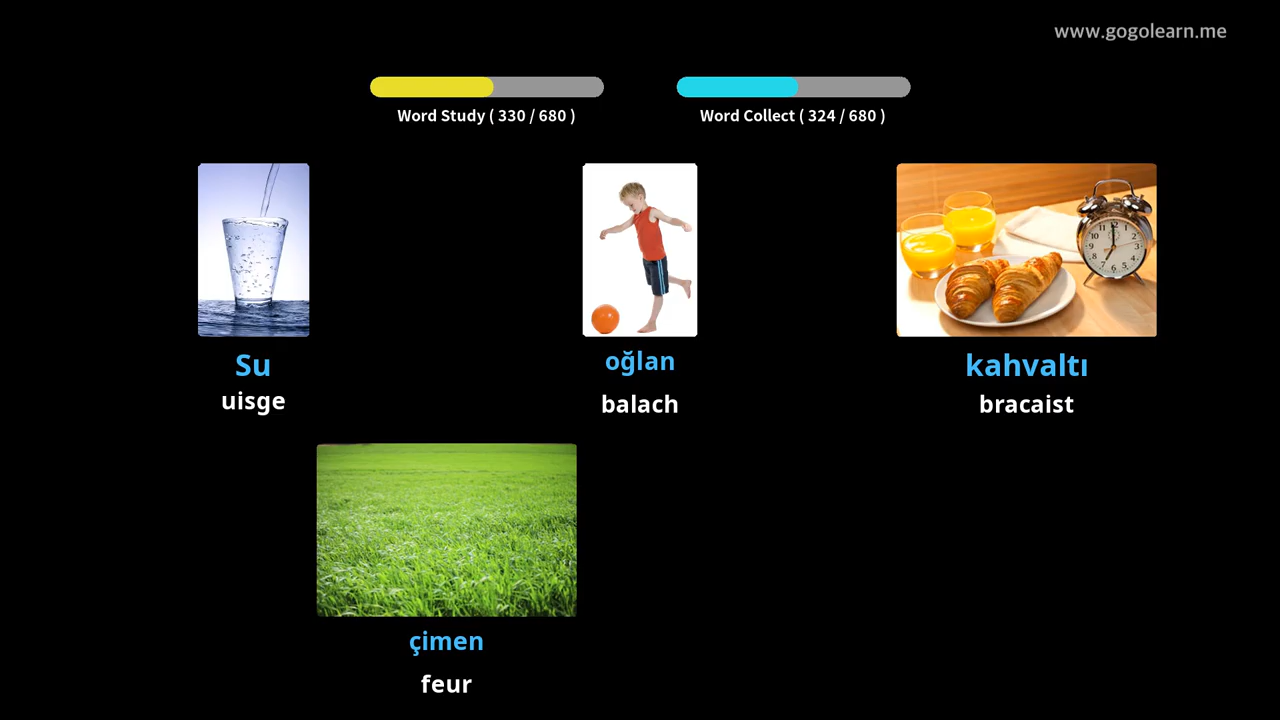 www.gogolearn.me
Word Study ( 330 / 680 )
Word Collect ( 324 / 680 )
Su
uisge
oğlan
balach
kahvaltı
bracaist
çimen
feur